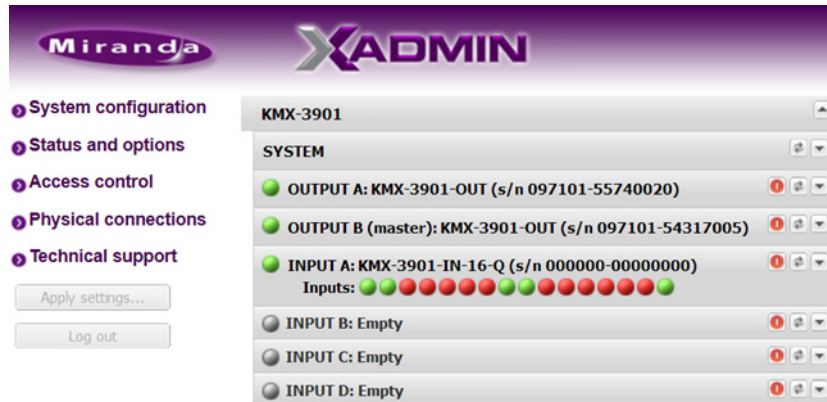 Miranda
XADMIN
System configuration
Status and options
Access control
Physical connections
Technical support
Apply settings...
Log out
KMX-3901
SYSTEM
OUTPUT A: KMX-3901-OUT (s/n 097101-55740020)
OUTPUT B (master): KMX-3901-OUT (s/n 097101-54317005)
INPUT A: KMX-3901-IN-16-Q (s/n 000000-00000000)
Inputs:
INPUT B: Empty
INPUT C: Empty
INPUT D: Empty